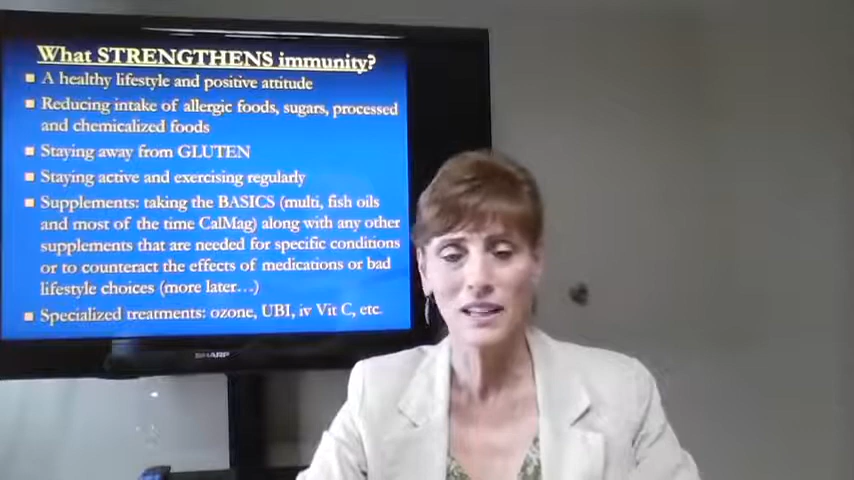 What STRENGTHENS immunity?
A healthy lifestyle and positive attitude
Reducing intake of allergic foods, sugars, processed
and chemicalized foods
Staying away from GLUTEN
Staying active and exercising regularly
Supplements: taking the BASICS (multi, fish oils
and most of the time CalMag) along with any other
supplements that are needed for specific conditions
or to counteract the effects of medications or bad
lifestyle choices (more later…)
Specialized treatments: ozone, UBI, iv Vit C, etc.
SHARP